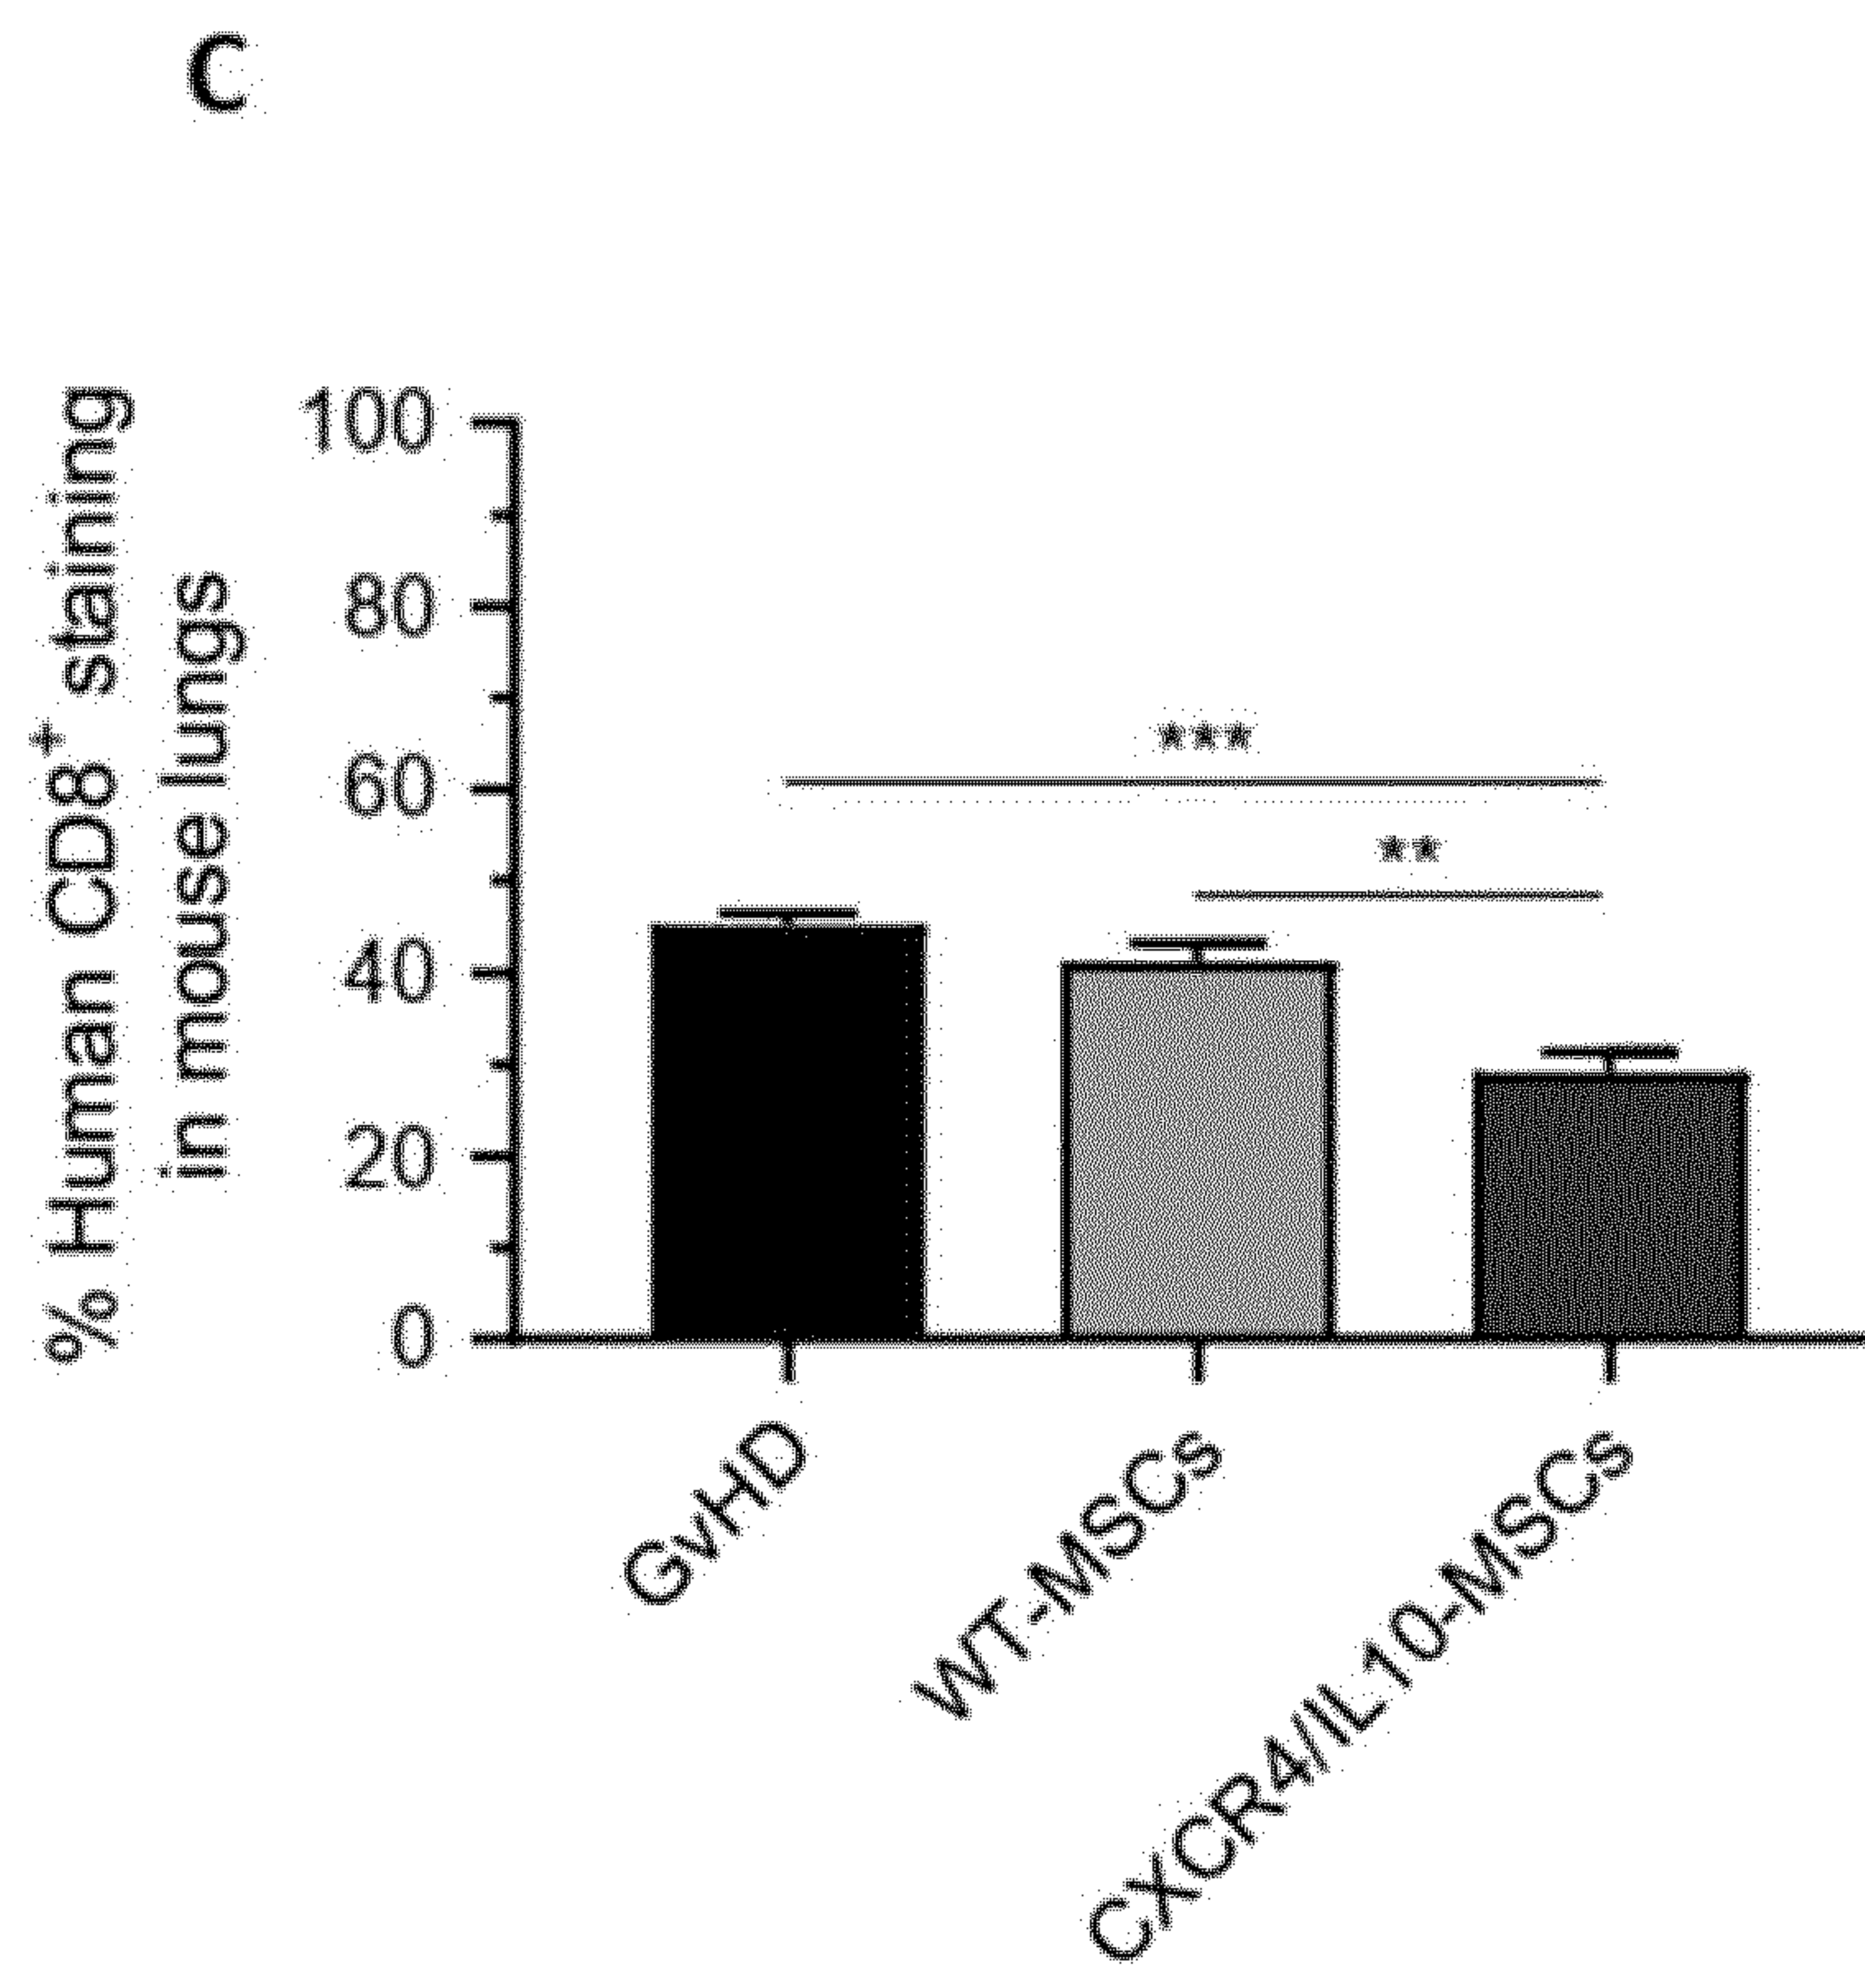 C
% Human CD8⁺ staining
in mouse lungs
100
80
60
40
20
0
***
**
GvHD
WT-MSCs
CXCR4/IL10-MSCs